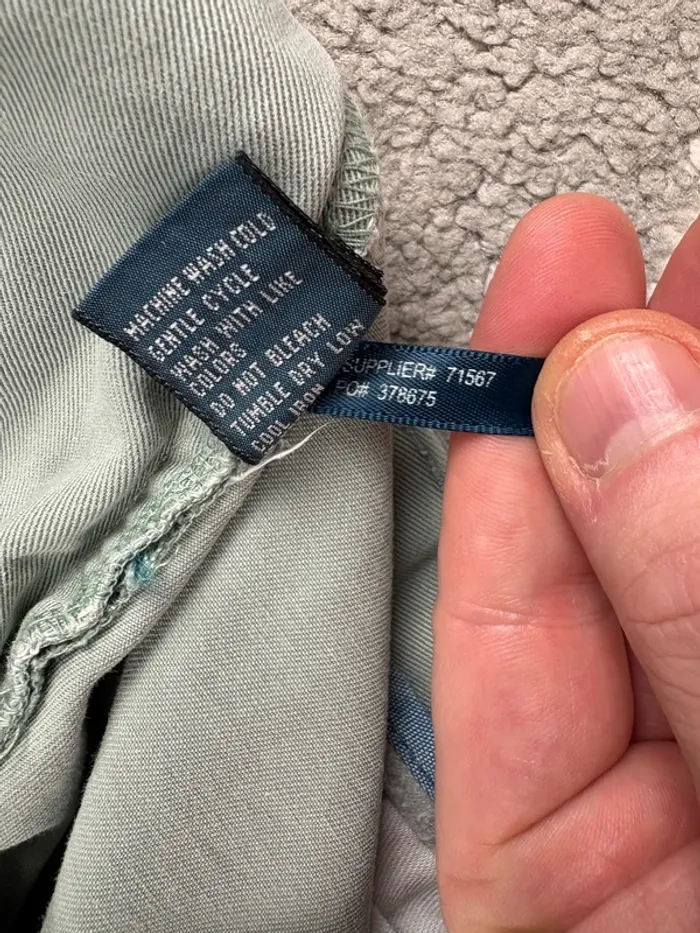 MACHINE WASH COLD
GENTLE CYCLE
WASH WITH LIKE
COLORS
DO NOT BLEACH
TUMBLE DRY LOW
COOL IRON
SUPPLIER# 71567
PO# 378675